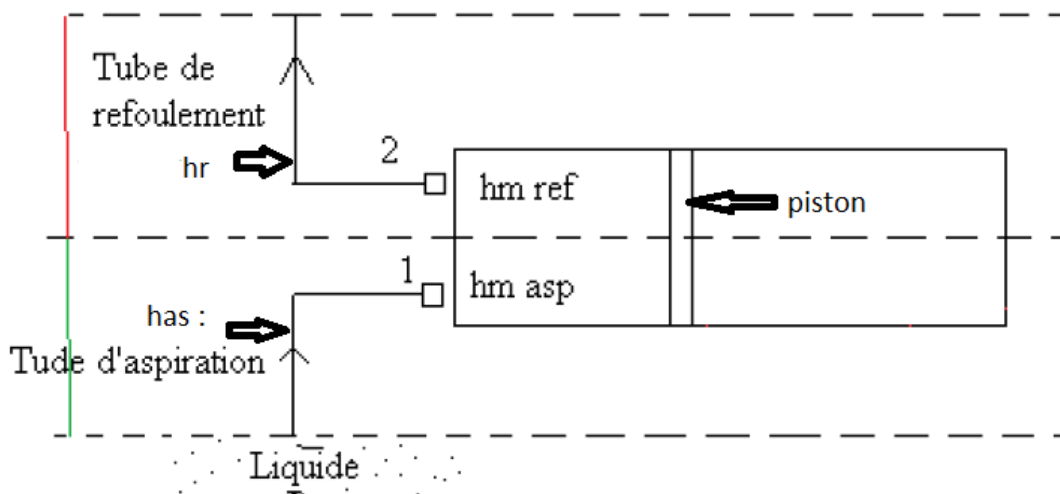 Tube de
refoulement
hr
2
hm ref
piston
1
hm asp
has :
Tude d'aspiration
Liquide